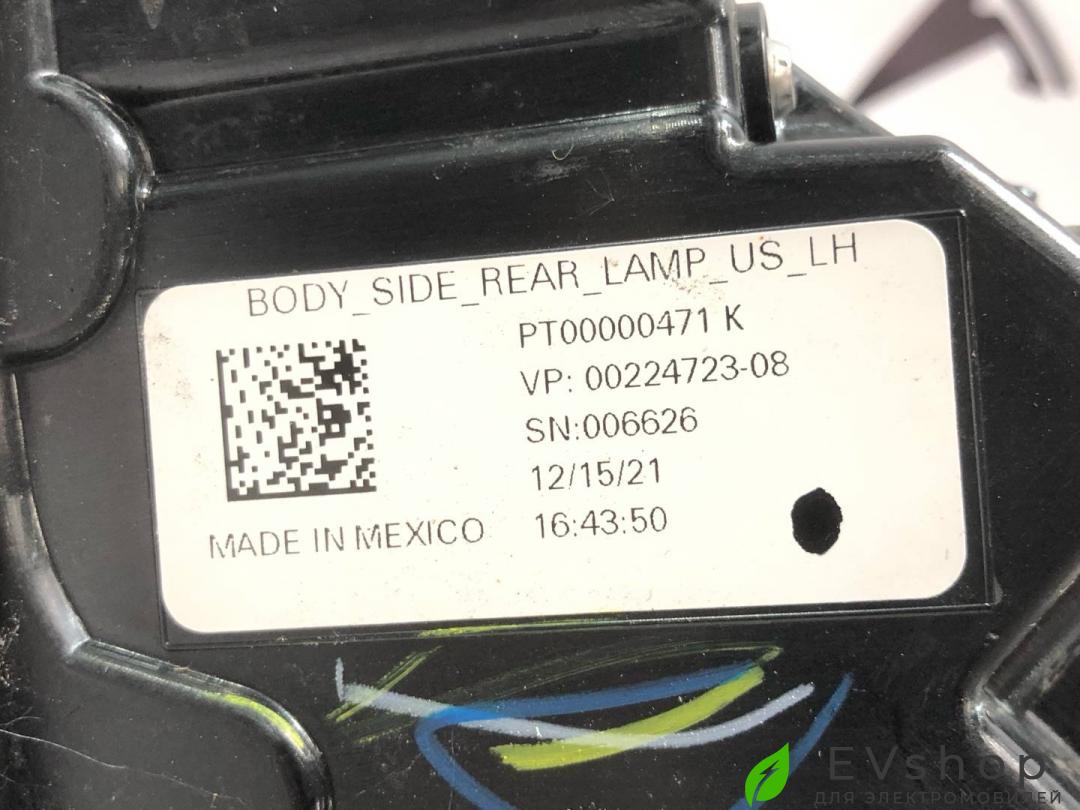 BODY_SIDE_REAR_LAMP_US_LH
PT00000471 K
VP: 00224723-08
SN:006626
12/15/21
MADE IN MEXICO
16:43:50
EVshop
ДЛЯ ЭЛЕКТРОМОБИЛЕЙ